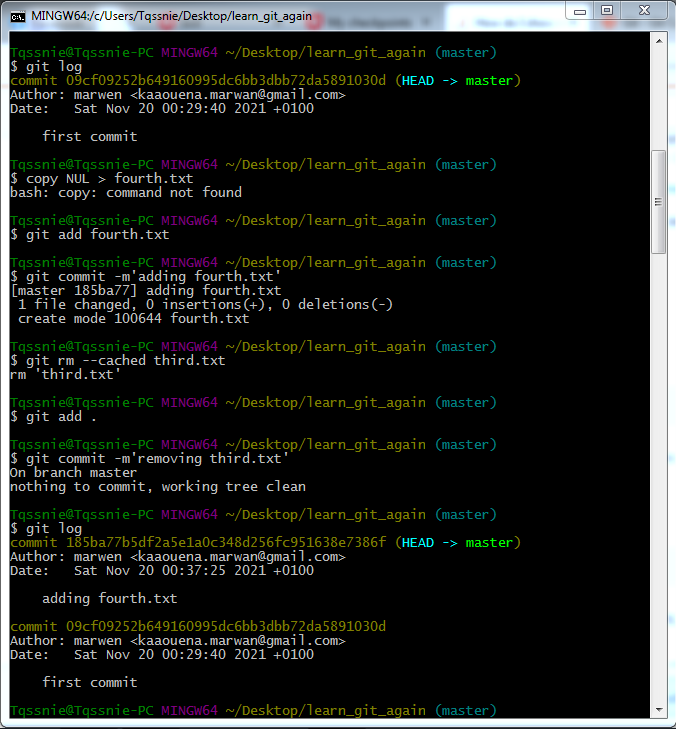 MINGW64:/c/Users/Tqssnie/Desktop/learn_git_again
Tqssnie@Tqssnie-PC MINGW64 ~/Desktop/learn_git_again (master)
$ git log
commit 09cf09252b649160995dc6bb3dbb72da5891030d (HEAD -> master)
Author: marwen <kaaouena.marwan@gmail.com>
Date:   Sat Nov 20 00:29:40 2021 +0100
first commit
Tqssnie@Tqssnie-PC MINGW64 ~/Desktop/learn_git_again (master)
$ copy NUL > fourth.txt
bash: copy: command not found
Tqssnie@Tqssnie-PC MINGW64 ~/Desktop/learn_git_again (master)
$ git add fourth.txt
Tqssnie@Tqssnie-PC MINGW64 ~/Desktop/learn_git_again (master)
$ git commit -m'adding fourth.txt'
[master 185ba77] adding fourth.txt
1 file changed, 0 insertions(+), 0 deletions(-)
create mode 100644 fourth.txt
Tqssnie@Tqssnie-PC MINGW64 ~/Desktop/learn_git_again (master)
$ git rm --cached third.txt
rm 'third.txt'
Tqssnie@Tqssnie-PC MINGW64 ~/Desktop/learn_git_again (master)
$ git add .
Tqssnie@Tqssnie-PC MINGW64 ~/Desktop/learn_git_again (master)
$ git commit -m'removing third.txt'
On branch master
nothing to commit, working tree clean
Tqssnie@Tqssnie-PC MINGW64 ~/Desktop/learn_git_again (master)
$ git log
commit 185ba77b5df2a5e1a0c348d256fc951638e7386f (HEAD -> master)
Author: marwen <kaaouena.marwan@gmail.com>
Date:   Sat Nov 20 00:37:25 2021 +0100
adding fourth.txt
commit 09cf09252b649160995dc6bb3dbb72da5891030d
Author: marwen <kaaouena.marwan@gmail.com>
Date:   Sat Nov 20 00:29:40 2021 +0100
first commit
Tqssnie@Tqssnie-PC MINGW64 ~/Desktop/learn_git_again (master)